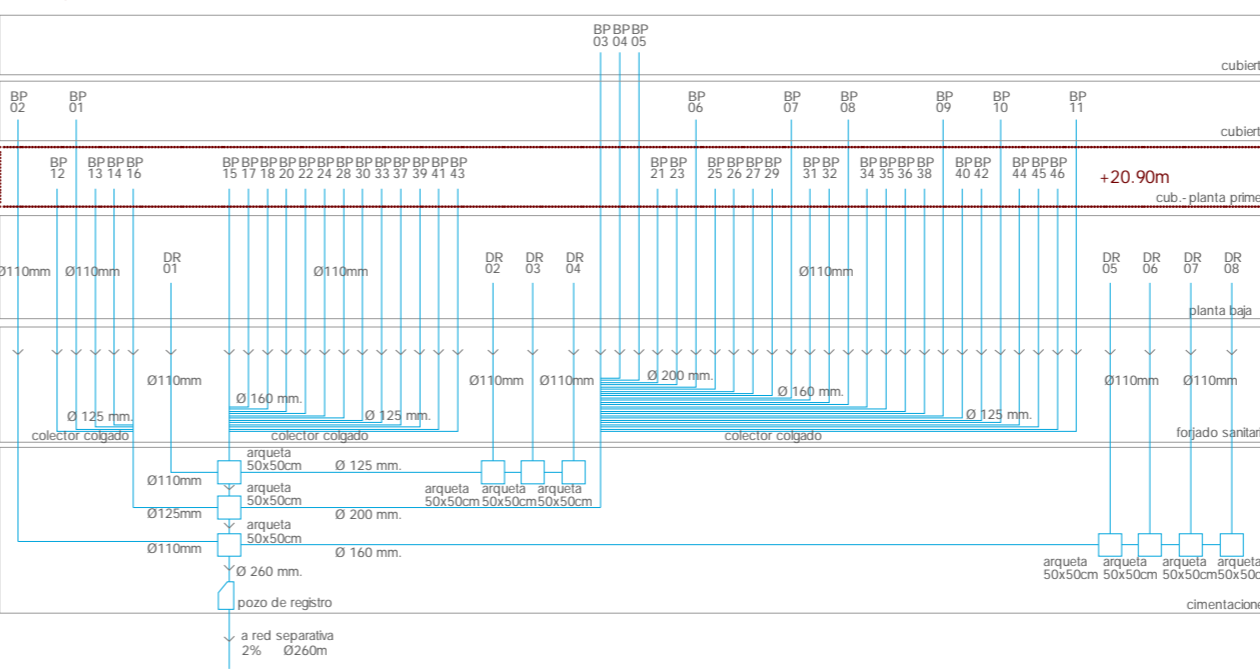 BP BP BP
03 04 05
cubiert
BP BP BP BP BP BP BP BP
02 01 06 07 08 09 10 11
cubiert
BP BP BP BP BP BP BP BP BP BP BP BP BP BP BP BP BP BP BP BP BP BP BP BP BP BP BP BP BP BP BP BP BP BP BP
12 13 14 16 15 17 18 20 22 24 28 30 33 37 39 41 43 21 23 25 26 27 29 31 32 34 35 36 38 40 42 44 45 46
+20.90m
cub.-planta prime
DR DR DR DR DR DR DR DR
01 02 03 04 05 06 07 08
Ø110mm Ø110mm Ø110mm Ø110mm
planta baja
Ø110mm Ø110mm Ø110mm Ø 200 mm. Ø110mm Ø110mm
Ø 160 mm. Ø 160 mm.
Ø 125 mm. Ø 125 mm. Ø 125 mm.
colector colgado colector colgado colector colgado forjado sanitar
arqueta
50x50cm Ø 125 mm.
Ø110mm
arqueta arqueta arqueta arqueta
50x50cm 50x50cm 50x50cm 50x50cm
Ø125mm Ø 200 mm.
arqueta
50x50cm
Ø110mm Ø 160 mm.
arqueta arqueta arqueta arqueta
50x50cm 50x50cm 50x50cm 50x50c
Ø 260 mm.
pozo de registro cimentacione
a red separativa
2% Ø260m